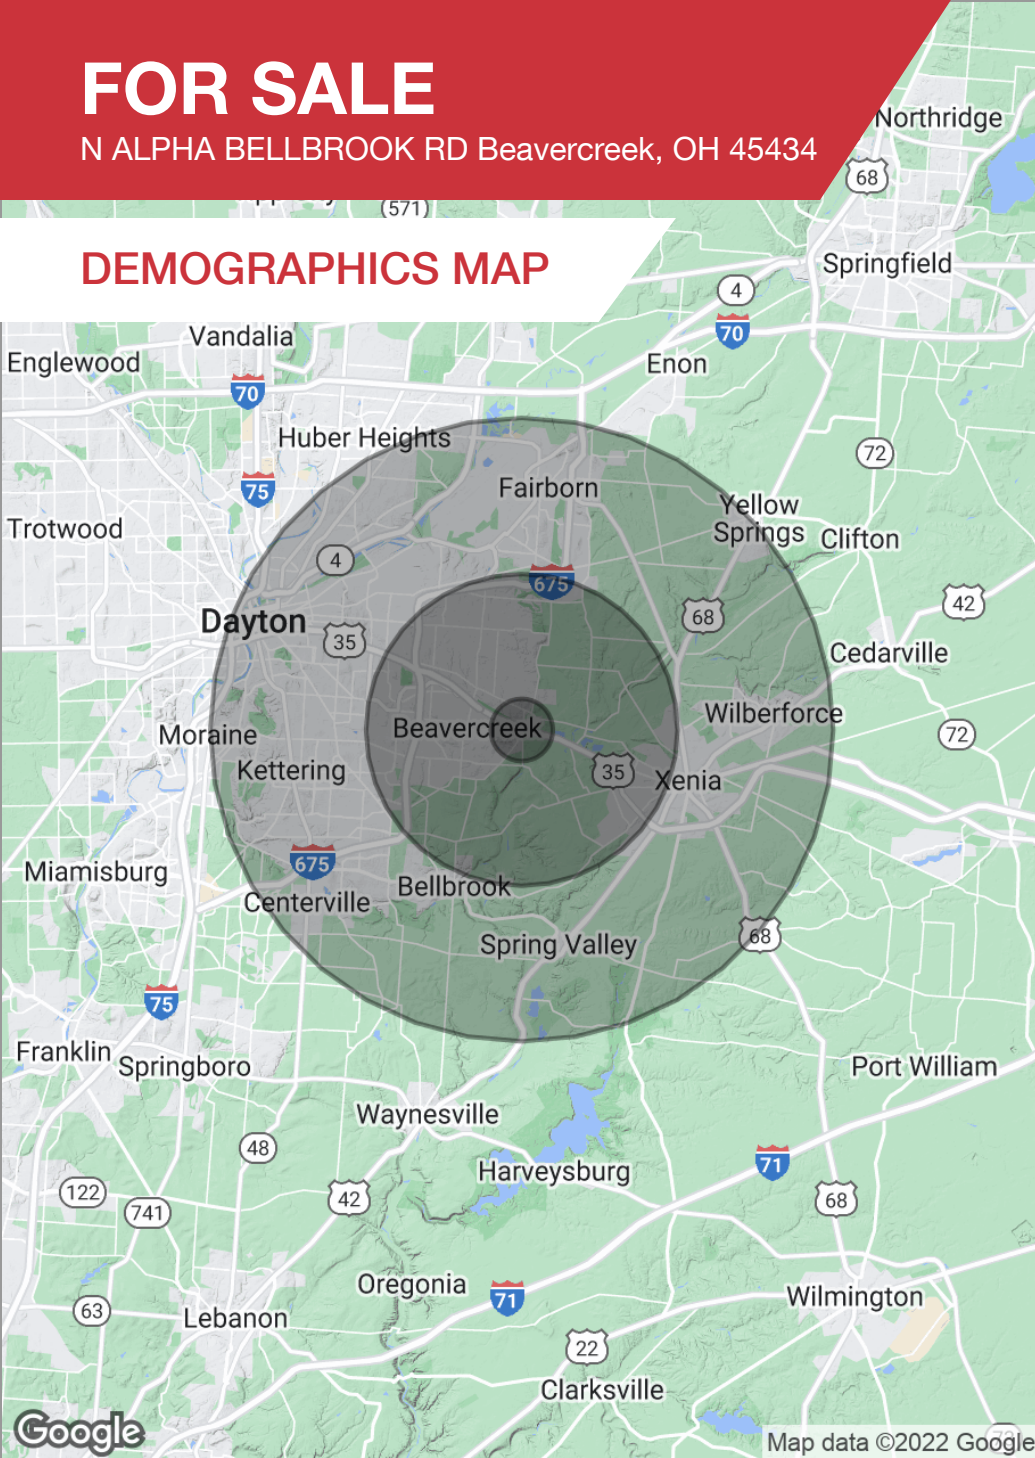 FOR SALE
N ALPHA BELLBROOK RD Beavercreek, OH 45434
Northridge
68
571
DEMOGRAPHICS MAP
Springfield
4
70
Vandalia
Englewood
Enon
70
Huber Heights
72
Fairborn
75
Yellow
Springs
Trotwood
Clifton
4
675
42
68
Dayton
35
Cedarville
Wilberforce
Beavercreek
Moraine
72
Kettering
35
Xenia
675
Miamisburg
Bellbrook
Centerville
68
Spring Valley
75
Franklin
Springboro
Port William
Waynesville
48
71
Harveysburg
122
42
68
741
Oregonia
71
Wilmington
63
Lebanon
22
Clarksville
Google
Map data ©2022 Google